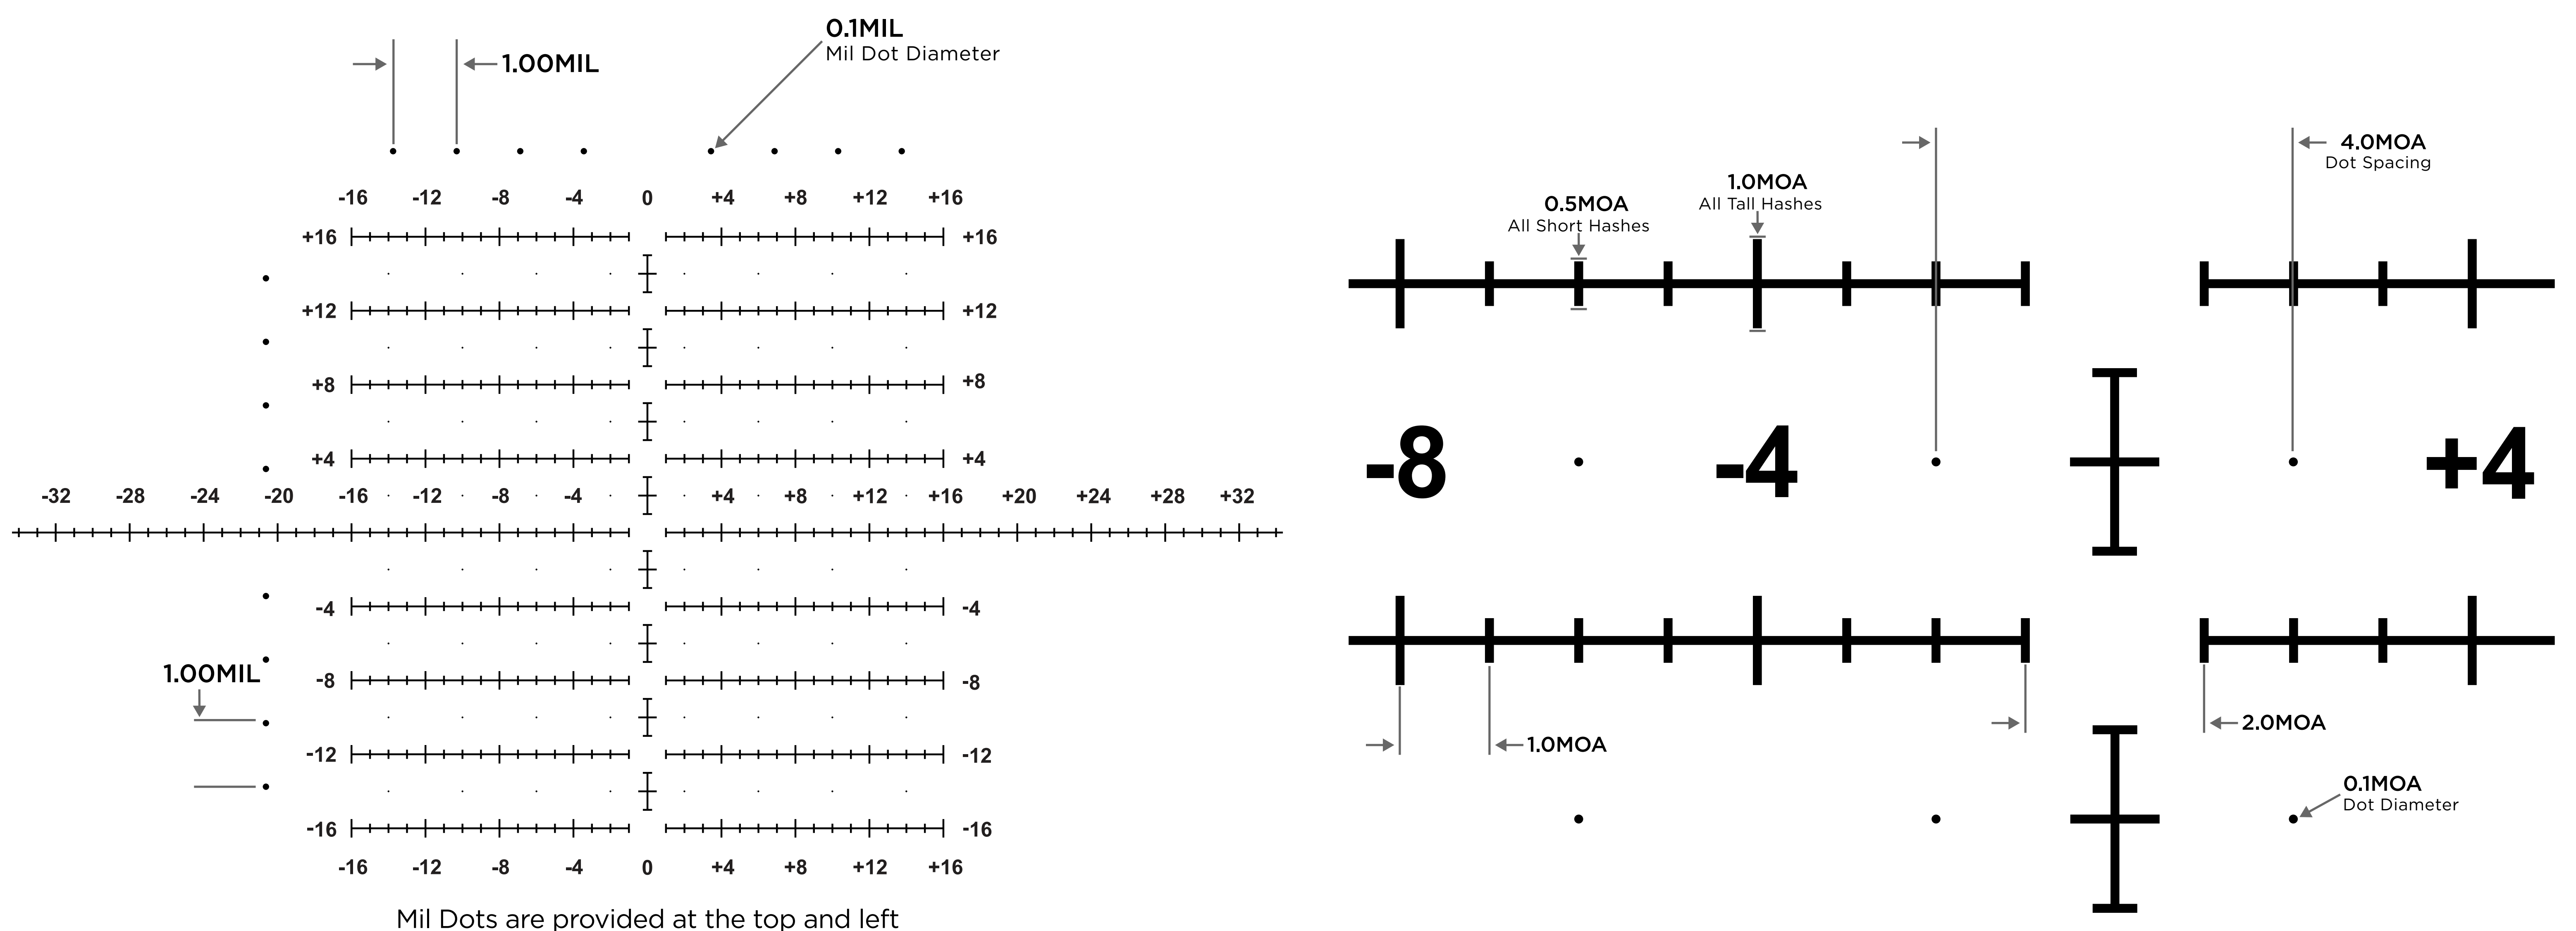 0.1MIL
Mil Dot Diameter
1.00MIL
-16 -12 -8 -4 0 +4 +8 +12 +16
+16 +16
+12 +12
+8 +8
+4 +4
-32 -28 -24 -20 -16 -12 -8 -4 +4 +8 +12 +16 +20 +24 +28 +32
-4 -4
1.00MIL
-8 -8
-12 -12
-16 -16
-16 -12 -8 -4 0 +4 +8 +12 +16
Mil Dots are provided at the top and left
4.0MOA
Dot Spacing
1.0MOA
All Tall Hashes
0.5MOA
All Short Hashes
-8 -4 +4
2.0MOA
1.0MOA
0.1MOA
Dot Diameter